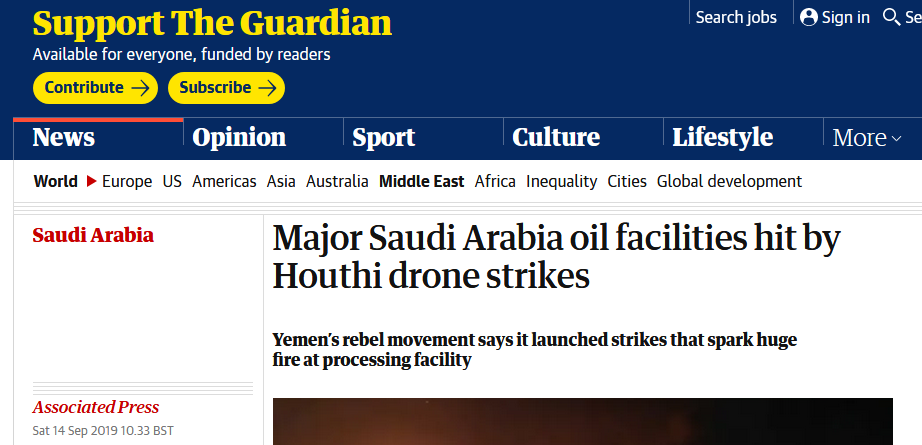 Support The Guardian
Available for everyone, funded by readers
Contribute
Subscribe
Search jobs
Sign in
Se
News
Opinion
Sport
Culture
Lifestyle
More
World
Europe
US
Americas
Asia
Australia
Middle East
Africa
Inequality
Cities
Global development
Saudi Arabia
Major Saudi Arabia oil facilities hit by
Houthi drone strikes
Yemen's rebel movement says it launched strikes that spark huge
fire at processing facility
Associated Press
Sat 14 Sep 2019 10.33 BST